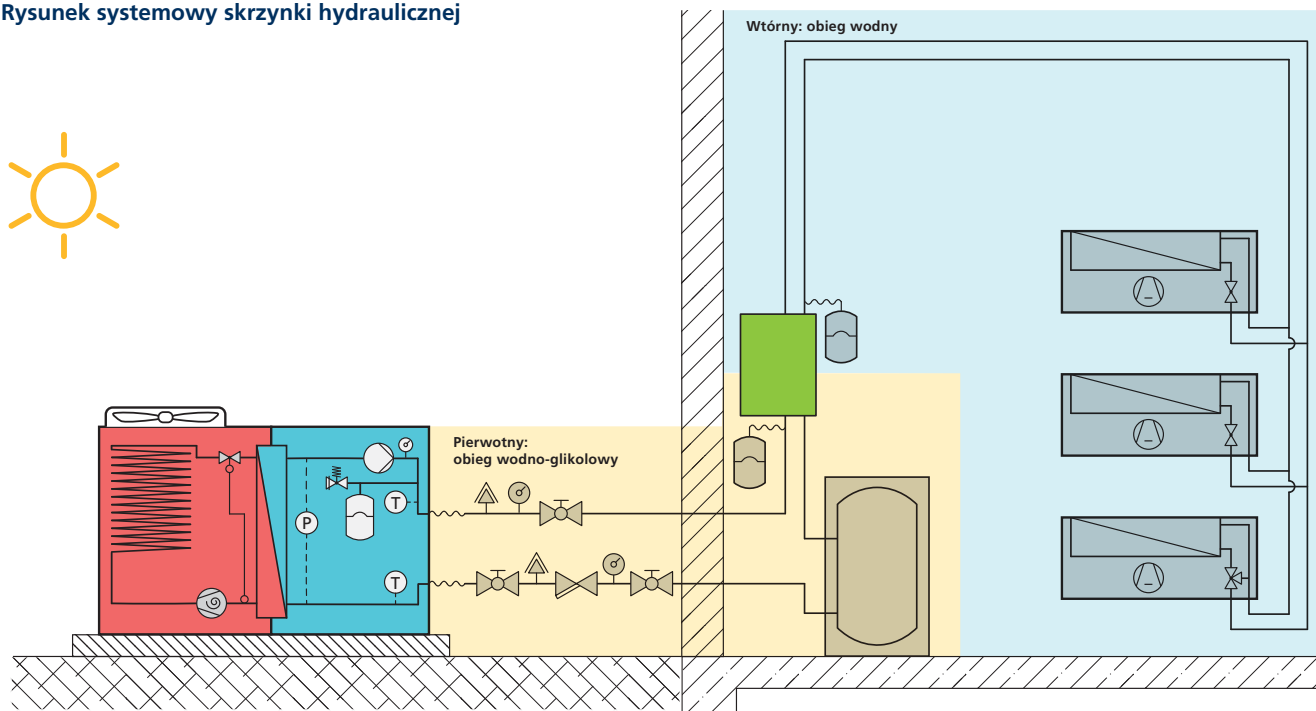 Rysunek systemowy skrzynki hydraulicznej
Wtórny: obieg wodny
Pierwotny:
obieg wodno-glikolowy
T
P
T